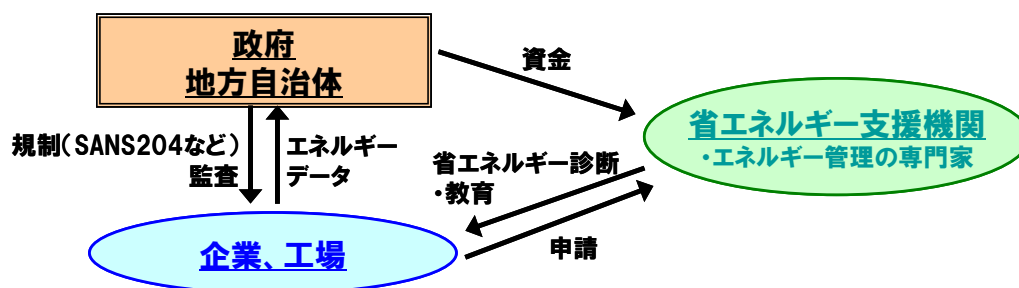 政府
地方自治体
資金
規制(SANS204など)
監査
エネルギー
データ
省エネルギー支援機関
・エネルギー管理の専門家
省エネルギー診断
・教育
申請
企業、工場